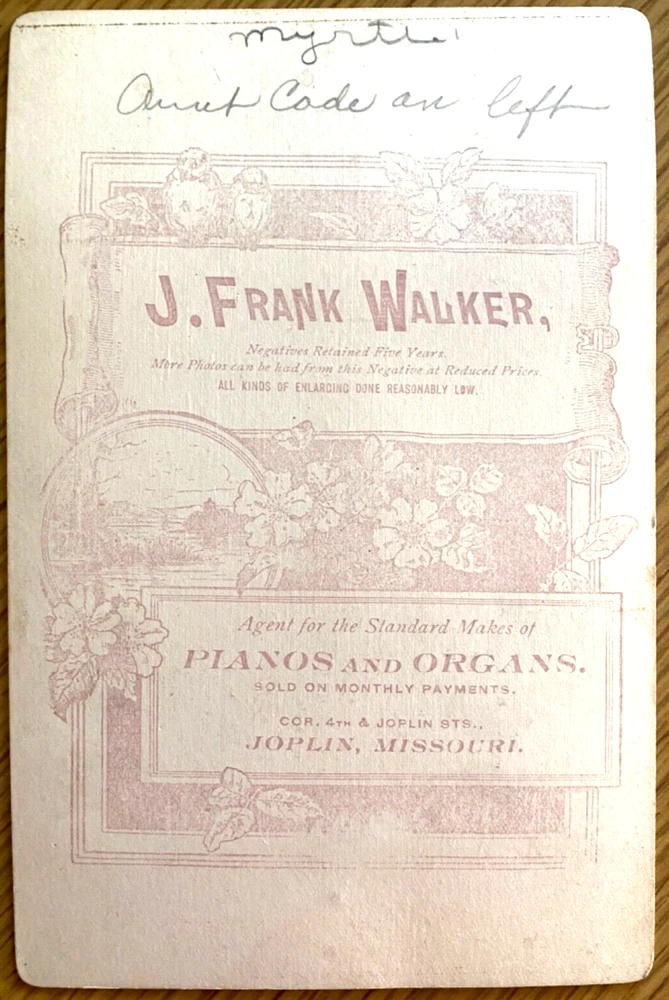 Myrtle
Aunt Code on left
J. FRANK WALKER,
Negatives Retained Five Years.
More Photos can be had from this Negative at Reduced Prices.
ALL KINDS OF ENLARGING DONE REASONABLY LOW.
Agent for the Standard Makes of
PIANOS AND ORGANS.
SOLD ON MONTHLY PAYMENTS.
COR. 4TH & JOPLIN STS.,
JOPLIN, MISSOURI.